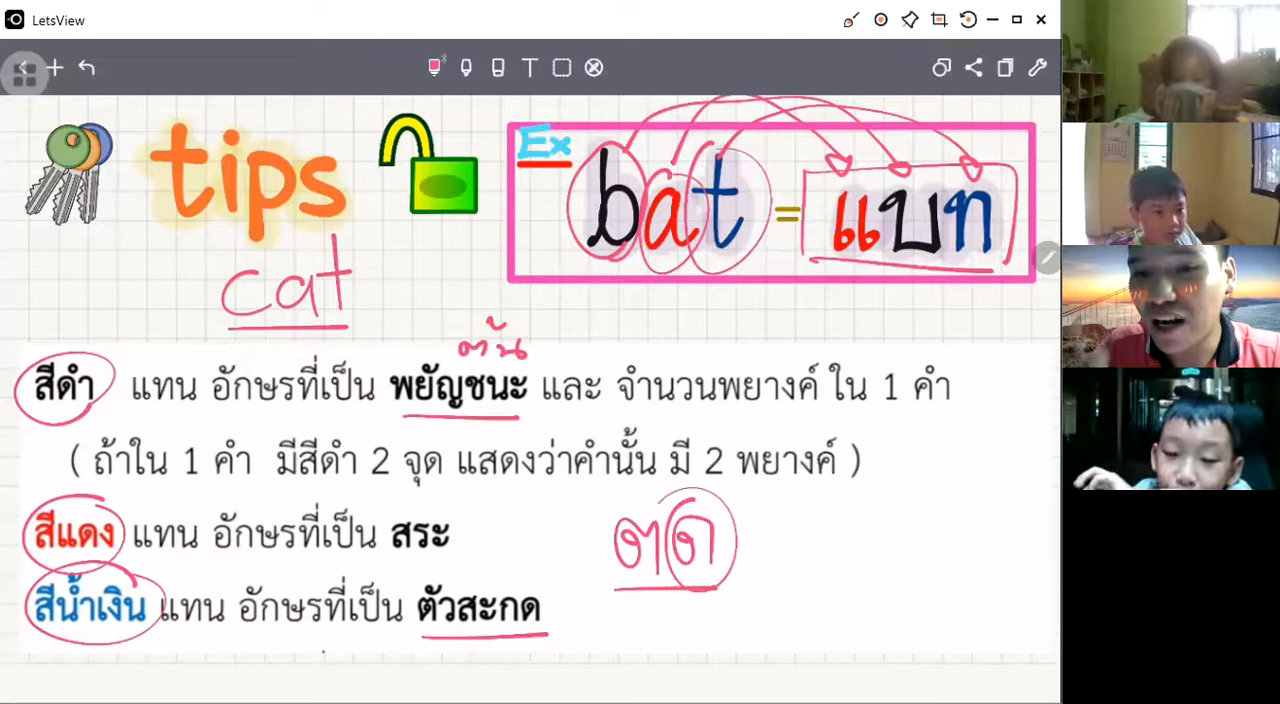 LetsView
tips
Ex
bat = แบท
cat
ต้น
สีดำ แทน อักษรที่เป็น พยัญชนะ และ จำนวนพยางค์ ใน 1 คำ
( ถ้าใน 1 คำ มีสีดำ 2 จุด แสดงว่าคำนั้น มี 2 พยางค์ )
สีแดง แทน อักษรที่เป็น สระ
ตด
สีน้ำเงิน แทน อักษรที่เป็น ตัวสะกด